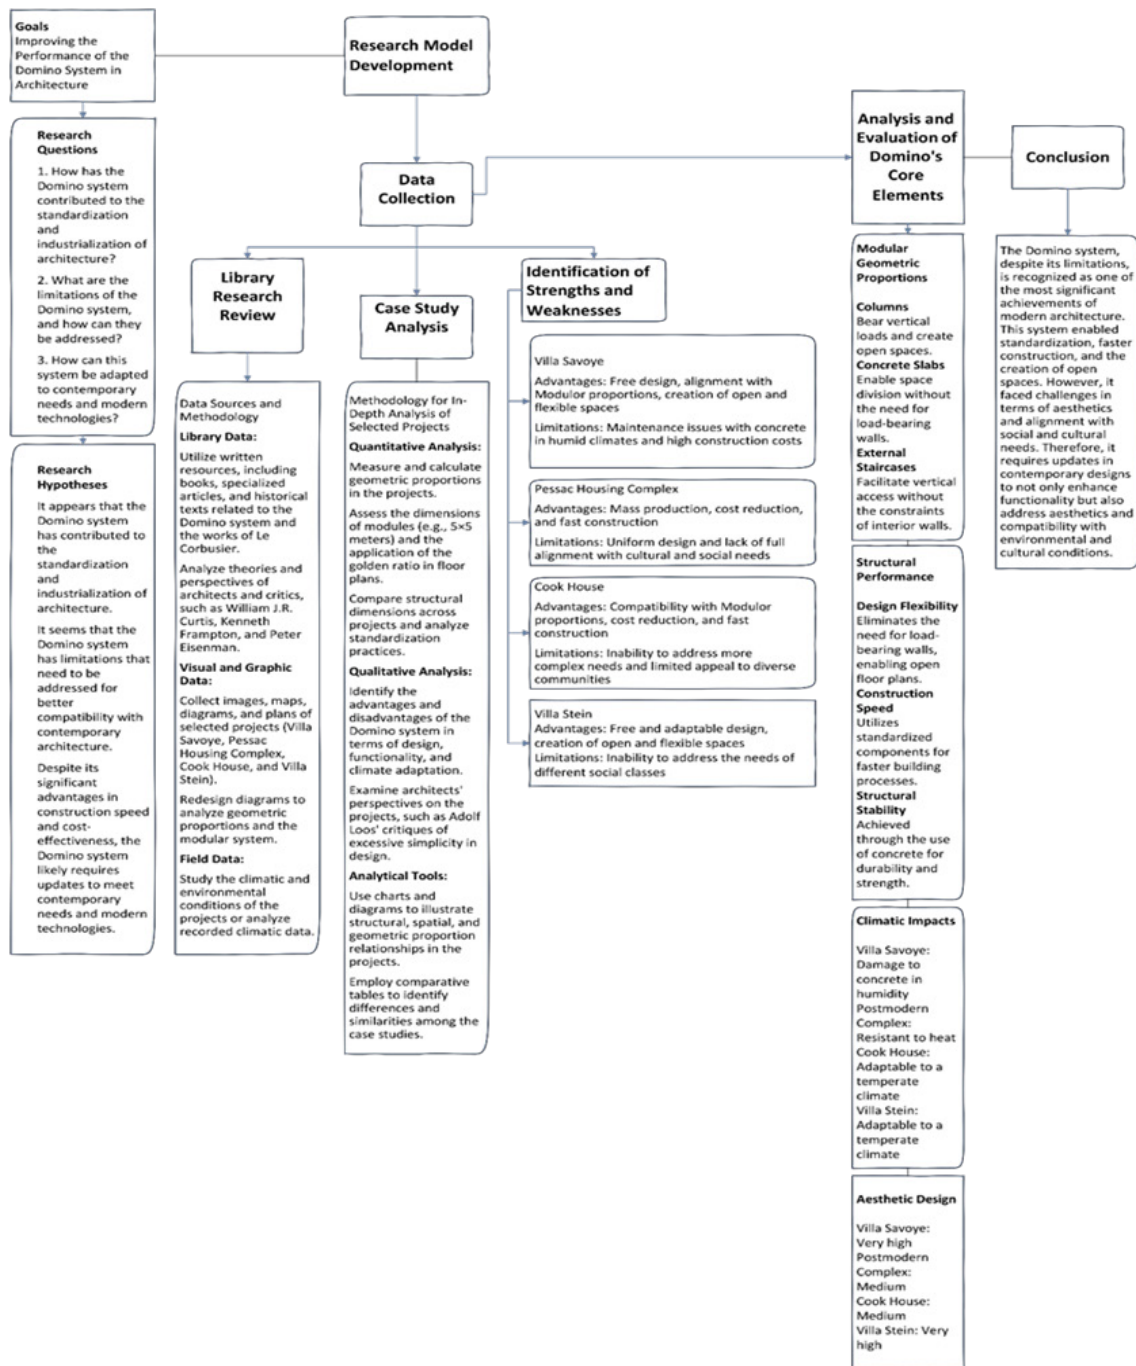 Goals
Improving the
Performance of the
Domino System in
Architecture
Research
Questions
1. How has the
Domino system
contributed to the
standardization
and
industrialization of
architecture?
2. What are the
limitations of the
Domino system,
and how can they
be addressed?
3. How can this
system be adapted
to contemporary
needs and modern
technologies?
Research
Hypotheses
It appears that the
Domino system
has contributed to
the
standardization
and
industrialization of
architecture.
It seems that the
Domino system
has limitations that
need to be
addressed for
better
compatibility with
contemporary
architecture.
Despite its
significant
advantages in
construction speed
and cost-
effectiveness, the
Domino system
likely requires
updates to meet
contemporary
needs and modern
technologies.
Research Model
Development
Data
Collection
Library
Research
Review
Data Sources and
Methodology
Library Data:
Utilize written
resources, including
books, specialized
articles, and historical
texts related to the
Domino system and
the works of Le
Corbusier.
Analyze theories and
perspectives of
architects and critics,
such as William J.R.
Curtis, Kenneth
Frampton, and Peter
Eisenman.
Visual and Graphic
Data:
Collect images, maps,
diagrams, and plans of
selected projects (Villa
Savoye, Pessac
Housing Complex,
Cook House, and Villa
Stein).
Redesign diagrams to
analyze geometric
proportions and the
modular system.
Field Data:
Study the climatic and
environmental
conditions of the
projects or analyze
recorded climatic data.
Case Study
Analysis
Methodology for In-
Depth Analysis of
Selected Projects
Quantitative Analysis:
Measure and calculate
geometric proportions
in the projects.
Assess the dimensions
of modules (e.g., 5×5
meters) and the
application of the
golden ratio in floor
plans.
Compare structural
dimensions across
projects and analyze
standardization
practices.
Qualitative Analysis:
Identify the
advantages and
disadvantages of the
Domino system in
terms of design,
functionality, and
climate adaptation.
Examine architects'
perspectives on the
projects, such as Adolf
Loos' critiques of
excessive simplicity in
design.
Analytical Tools:
Use charts and
diagrams to illustrate
structural, spatial, and
geometric proportion
relationships in the
projects.
Employ comparative
tables to identify
differences and
similarities among the
case studies.
Identification of
Strengths and
Weaknesses
Villa Savoye
Advantages: Free design, alignment with
Modulor proportions, creation of open and
flexible spaces
Limitations: Maintenance issues with concrete
in humid climates and high construction costs
Pessac Housing Complex
Advantages: Mass production, cost reduction,
and fast construction
Limitations: Uniform design and lack of full
alignment with cultural and social needs
Cook House
Advantages: Compatibility with Modulor
proportions, cost reduction, and fast
construction
Limitations: Inability to address more
complex needs and limited appeal to diverse
communities
Villa Stein
Advantages: Free and adaptable design,
creation of open and flexible spaces
Limitations: Inability to address the needs of
different social classes
Analysis and
Evaluation of
Domino's
Core
Elements
Modular
Geometric
Proportions
Columns
Bear vertical
loads and create
open spaces.
Concrete Slabs
Enable space
division without
the need for
load-bearing
walls.
External
Staircases
Facilitate vertical
access without
the constraints
of interior walls.
Structural
Performance
Design Flexibility
Eliminates the
need for load-
bearing walls,
enabling open
floor plans.
Construction
Speed
Utilizes
standardized
components for
faster building
processes.
Structural
Stability
Achieved
through the use
of concrete for
durability and
strength.
Climatic Impacts
Villa Savoye:
Damage to
concrete in
humidity
Postmodern
Complex:
Resistant to heat
Cook House:
Adaptable to a
temperate
climate
Villa Stein:
Adaptable to a
temperate
climate
Aesthetic Design
Villa Savoye:
Very high
Postmodern
Complex:
Medium
Cook House:
Medium
Villa Stein: Very
high
Conclusion
The Domino system,
despite its limitations,
is recognized as one of
the most significant
achievements of
modern architecture.
This system enabled
standardization, faster
construction, and the
creation of open
spaces. However, it
faced challenges in
terms of aesthetics
and alignment with
social and cultural
needs. Therefore, it
requires updates in
contemporary designs
to not only enhance
functionality but also
address aesthetics and
compatibility with
environmental and
cultural conditions.